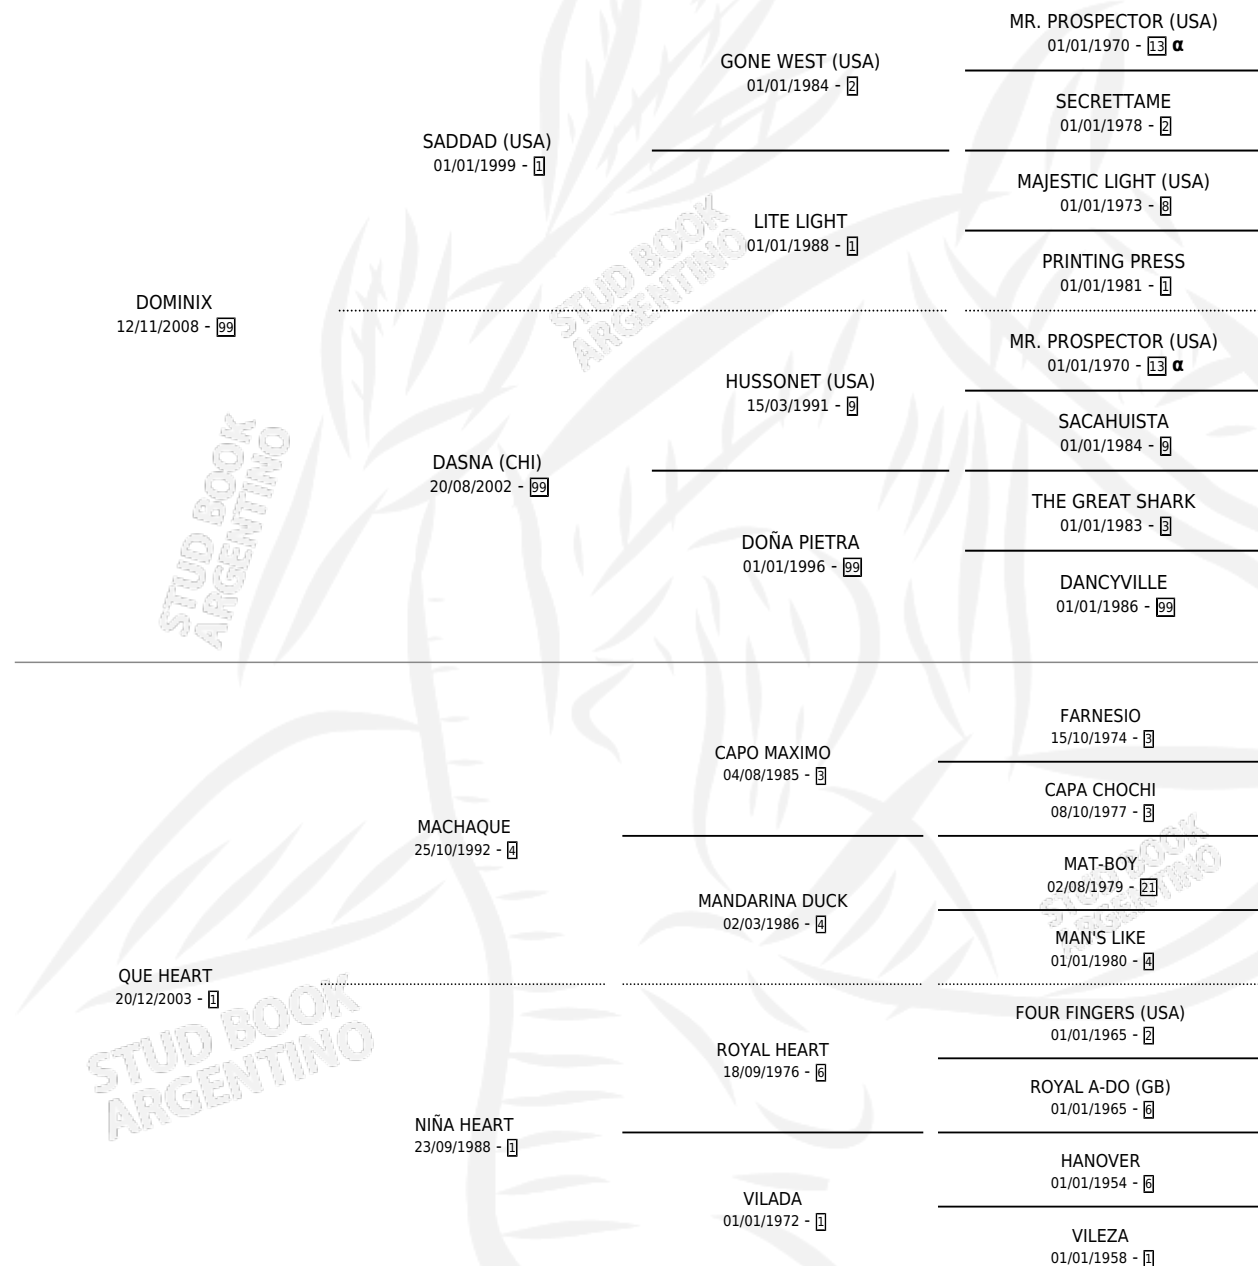 MR. PROSPECTOR (USA)
01/01/1970 - 13 α
GONE WEST (USA)
01/01/1984 - 2
SECRETTAME
01/01/1978 - 2
SADDAD (USA)
01/01/1999 - 1
MAJESTIC LIGHT (USA)
01/01/1973 - 8
LITE LIGHT
01/01/1988 - 1
PRINTING PRESS
01/01/1981 - 1
DOMINIX
12/11/2008 - 99
STUD BOOK
ARGENTINO
MR. PROSPECTOR (USA)
01/01/1970 - 13 α
HUSSONET (USA)
15/03/1991 - 9
SACAHUISTA
01/01/1984 - 9
DASNA (CHI)
20/08/2002 - 99
THE GREAT SHARK
01/01/1983 - 3
DOÑA PIETRA
01/01/1996 - 99
DANCYVILLE
01/01/1986 - 99
STUD BOOK
ARGENTINO
FARNESIO
15/10/1974 - 3
CAPO MAXIMO
04/08/1985 - 3
CAPA CHOCHI
08/10/1977 - 3
MACHAQUE
25/10/1992 - 4
MAT-BOY
02/08/1979 - 21
STUD BOOK
ARGENTINO
MANDARINA DUCK
02/03/1986 - 4
MAN'S LIKE
01/01/1980 - 4
QUE HEART
20/12/2003 - 1
STUD BOOK
ARGENTINO
FOUR FINGERS (USA)
01/01/1965 - 2
ROYAL HEART
18/09/1976 - 6
ROYAL A-DO (GB)
01/01/1965 - 6
NIÑA HEART
23/09/1988 - 1
HANOVER
01/01/1954 - 6
VILADA
01/01/1972 - 1
VILEZA
01/01/1958 - 1